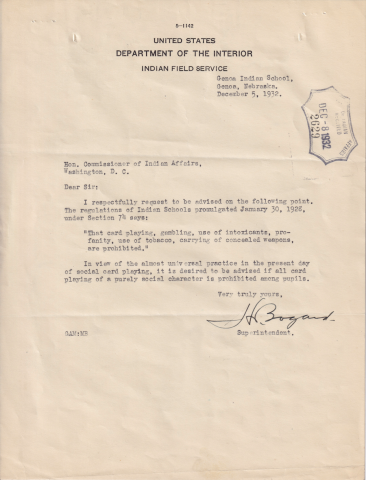 5-1142
UNITED STATES
DEPARTMENT OF THE INTERIOR
INDIAN FIELD SERVICE
Genoa Indian School,
Genoa, Nebraska.
December 5, 1932.
DEC-8 1932
Hon. Commissioner of Indian Affairs,
Washington, D. C.
Dear Sir:
I respectfully request to be advised on the following point.
The regulations of Indian Schools promulgated January 30, 1928,
under Section 7¼ says:
"That card playing, gambling, use of intoxicants, pro-
fanity, use of tobacco, carrying of concealed weapons,
are prohibited."
In view of the almost universal practice in the present day
of social card playing, it is desired to be advised if all card
playing of a purely social character is prohibited among pupils.
Very truly yours,
Bogard
Superintendent.